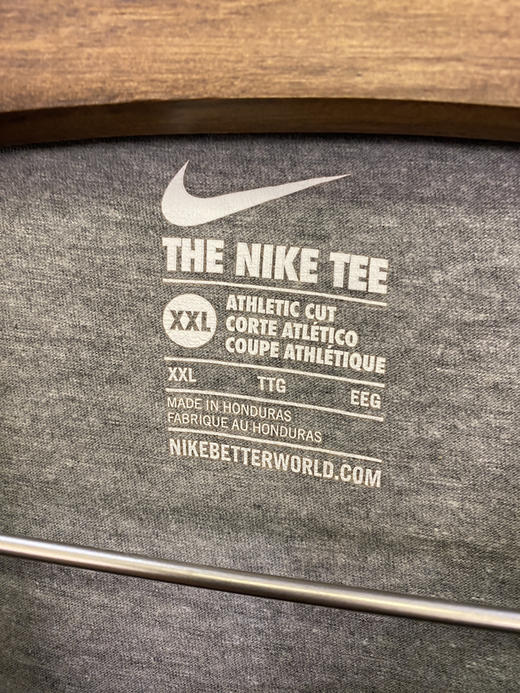 THE NIKE TEE
XXL
ATHLETIC CUT
CORTE ATLÉTICO
COUPE ATHLÉTIQUE
XXL TTG EEG
MADE IN HONDURAS
FABRIQUE AU HONDURAS
NIKEBETTERWORLD.COM